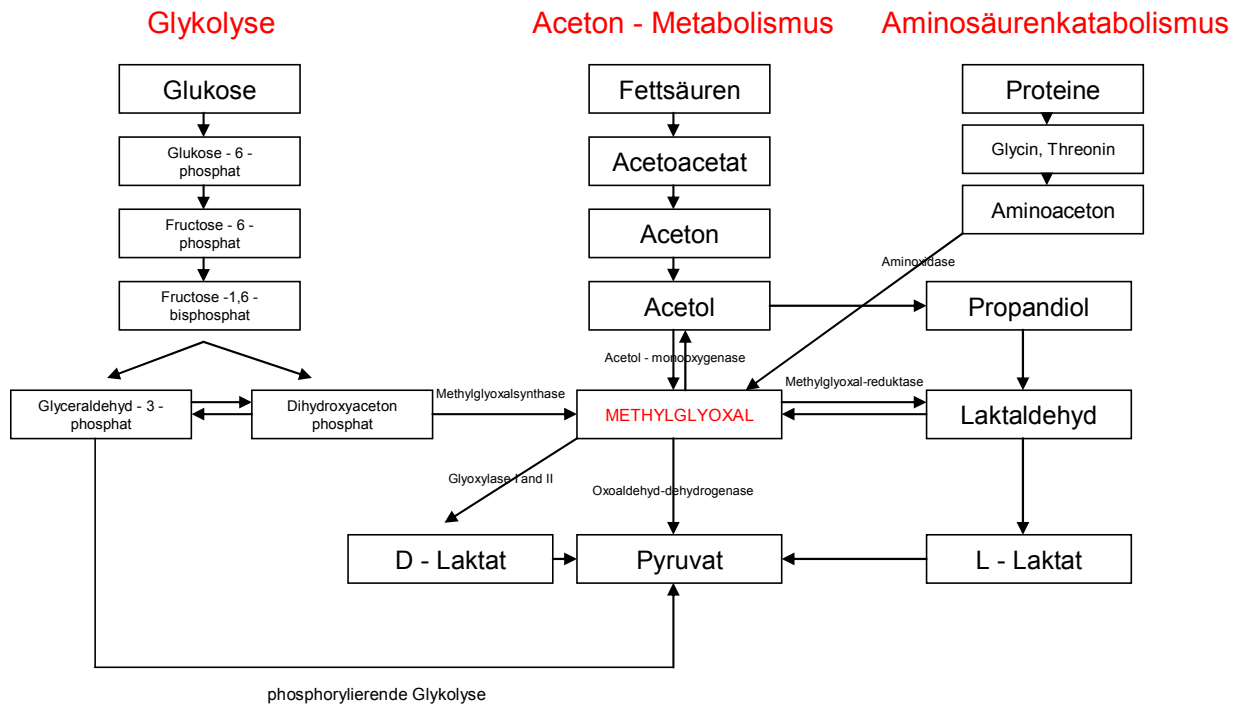 Glykolyse
Aceton - Metabolismus
Aminosäurenkatabolismus
Glukose
Fettsäuren
Proteine
Glukose - 6 -
phosphat
Acetoacetat
Glycin, Threonin
Fructose - 6 -
phosphat
Aceton
Aminoaceton
Aminoxidase
Fructose -1,6 -
bisphosphat
Acetol
Propandiol
Acetol - monooxygenase
Methylglyoxalsynthase
Methylglyoxal-reduktase
Glyceraldehyd - 3 -
phosphat
Dihydroxyaceton
phosphat
METHYLGLYOXAL
Laktaldehyd
Glyoxylase I and II
Oxoaldehyd-dehydrogenase
D - Laktat
Pyruvat
L - Laktat
phosphorylierende Glykolyse